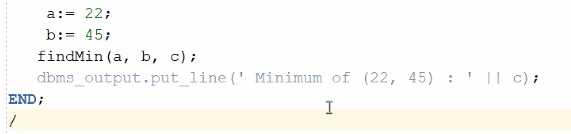 a:= 22;
b:= 45;
findMin(a, b, c);
dbms_output.put_line(' Minimum of (22, 45) : ' || c);
END;
/